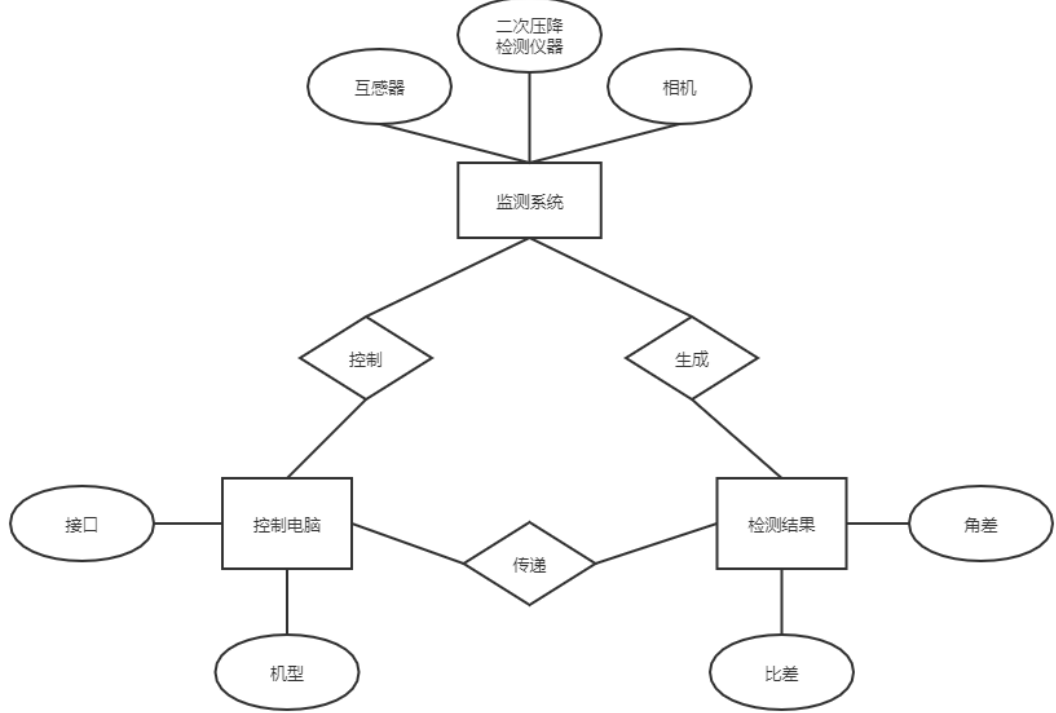 二次压降
检测仪器
互感器
相机
监测系统
控制
生成
接口
控制电脑
检测结果
角差
传递
机型
比差